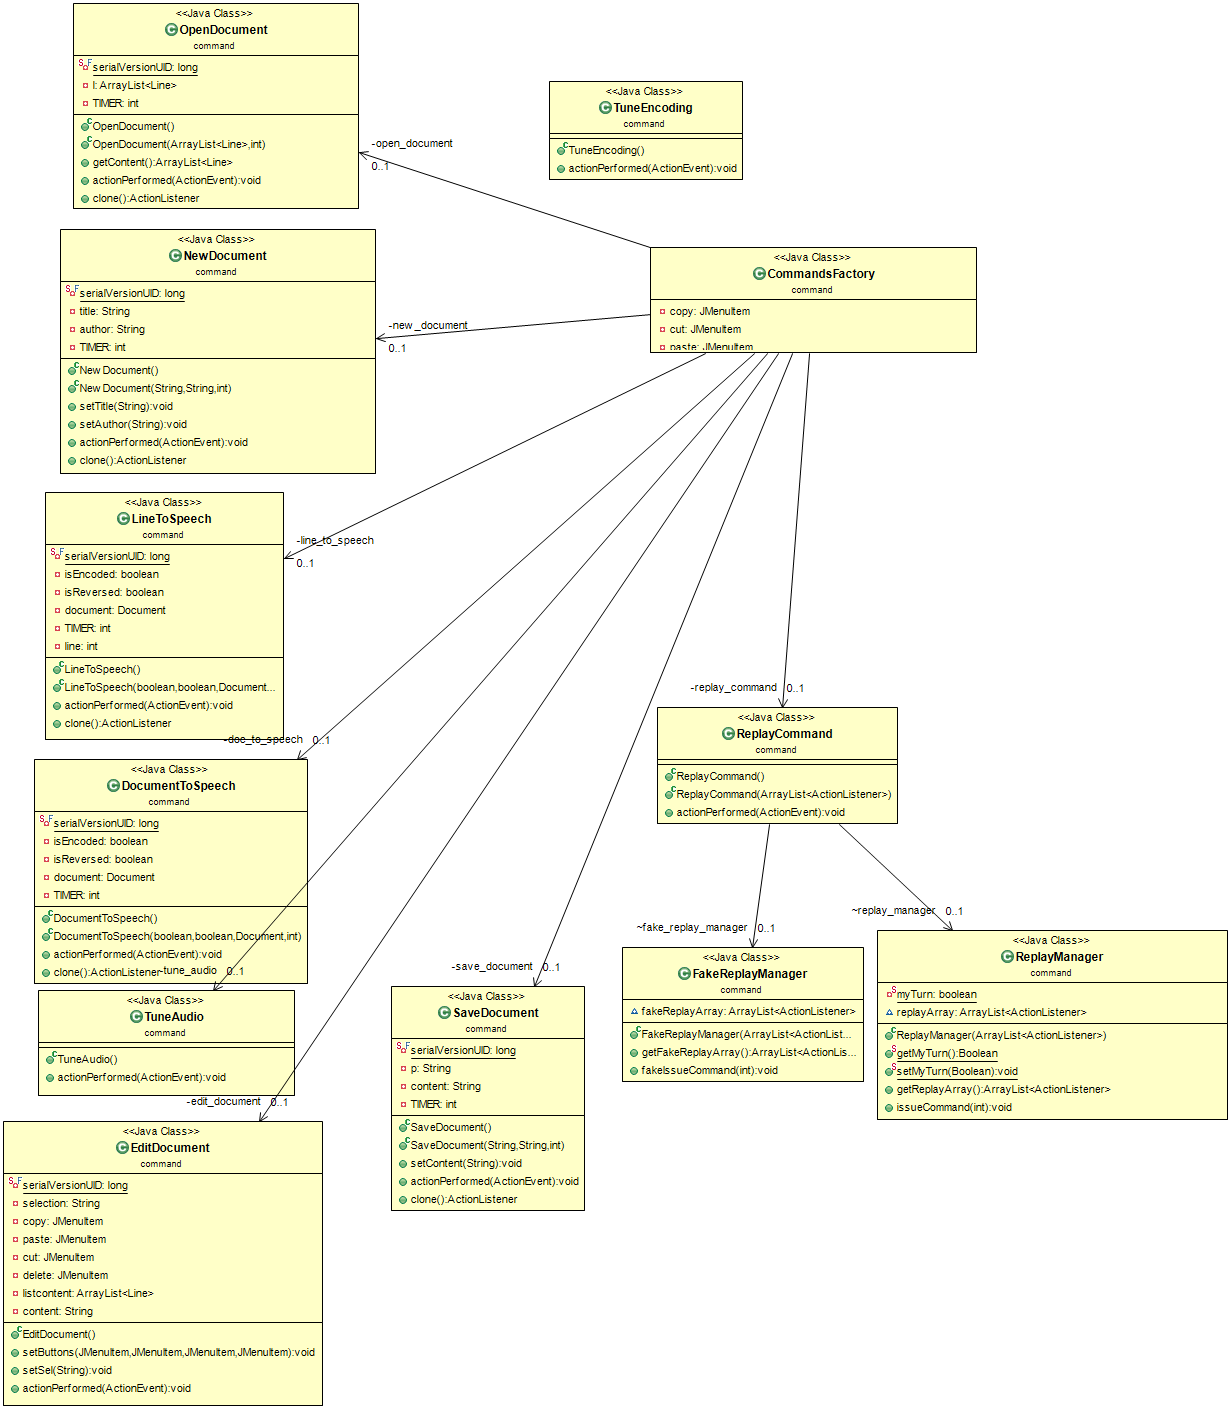 <<Java Class>>
OpenDocument
command
serialVersionUID: long
l: ArrayList<Line>
TIMER: int
OpenDocument()
OpenDocument(ArrayList<Line>,int)
getContent():ArrayList<Line>
actionPerformed(ActionEvent):void
clone():ActionListener
-open_document
0..1
<<Java Class>>
TuneEncoding
command
TuneEncoding()
actionPerformed(ActionEvent):void
<<Java Class>>
NewDocument
command
serialVersionUID: long
title: String
author: String
TIMER: int
NewDocument()
NewDocument(String,String,int)
setTitle(String):void
setAuthor(String):void
actionPerformed(ActionEvent):void
clone():ActionListener
-new_document
0..1
<<Java Class>>
CommandsFactory
command
copy: JMenuItem
cut: JMenuItem
paste: JMenuItem
<<Java Class>>
LineToSpeech
command
serialVersionUID: long
isEncoded: boolean
isReversed: boolean
document: Document
TIMER: int
line: int
LineToSpeech()
LineToSpeech(boolean,boolean,Document...
actionPerformed(ActionEvent):void
clone():ActionListener
-line_to_speech
0..1
-doc_to_speech 0..1
<<Java Class>>
DocumentToSpeech
command
serialVersionUID: long
isEncoded: boolean
isReversed: boolean
document: Document
TIMER: int
DocumentToSpeech()
DocumentToSpeech(boolean,boolean,Document,int)
actionPerformed(ActionEvent):void
clone():ActionListener
~tune_audio 0..1
-replay_command 0..1
<<Java Class>>
ReplayCommand
command
ReplayCommand()
ReplayCommand(ArrayList<ActionListener>)
actionPerformed(ActionEvent):void
~fake_replay_manager 0..1
~replay_manager 0..1
<<Java Class>>
TuneAudio
command
TuneAudio()
actionPerformed(ActionEvent):void
-edit_document 0..1
-save_document 0..1
<<Java Class>>
SaveDocument
command
serialVersionUID: long
p: String
content: String
TIMER: int
SaveDocument()
SaveDocument(String,String,int)
setContent(String):void
actionPerformed(ActionEvent):void
clone():ActionListener
<<Java Class>>
FakeReplayManager
command
fakeReplayArray: ArrayList<ActionListener>
FakeReplayManager(ArrayList<ActionList...
getFakeReplayArray():ArrayList<ActionLis...
fakeIssueCommand(int):void
<<Java Class>>
ReplayManager
command
myTurn: boolean
replayArray: ArrayList<ActionListener>
ReplayManager(ArrayList<ActionListener>)
getMyTurn():Boolean
setMyTurn(Boolean):void
getReplayArray():ArrayList<ActionListener>
issueCommand(int):void
<<Java Class>>
EditDocument
command
serialVersionUID: long
selection: String
copy: JMenuItem
paste: JMenuItem
cut: JMenuItem
delete: JMenuItem
listcontent: ArrayList<Line>
content: String
EditDocument()
setButtons(JMenuItem,JMenuItem,JMenuItem,JMenuItem):void
setSel(String):void
actionPerformed(ActionEvent):void